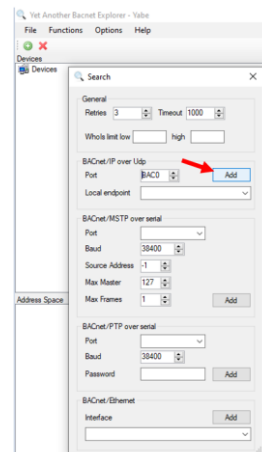 Yet Another Bacnet Explorer - Yabe
File Functions Options Help
Devices
Devices
Search
General
Retries 3 Timeout 1000
WhoIs limit low high
BACnet/IP over Udp
Port BAC0 Add
Local endpoint
BACnet/MSTP over serial
Port
Baud 38400
Source Address -1
Max Master 127
Address Space
Max Frames 1 Add
BACnet/PTP over serial
Port
Baud 38400
Password Add
BACnet/Ethernet
Interface Add